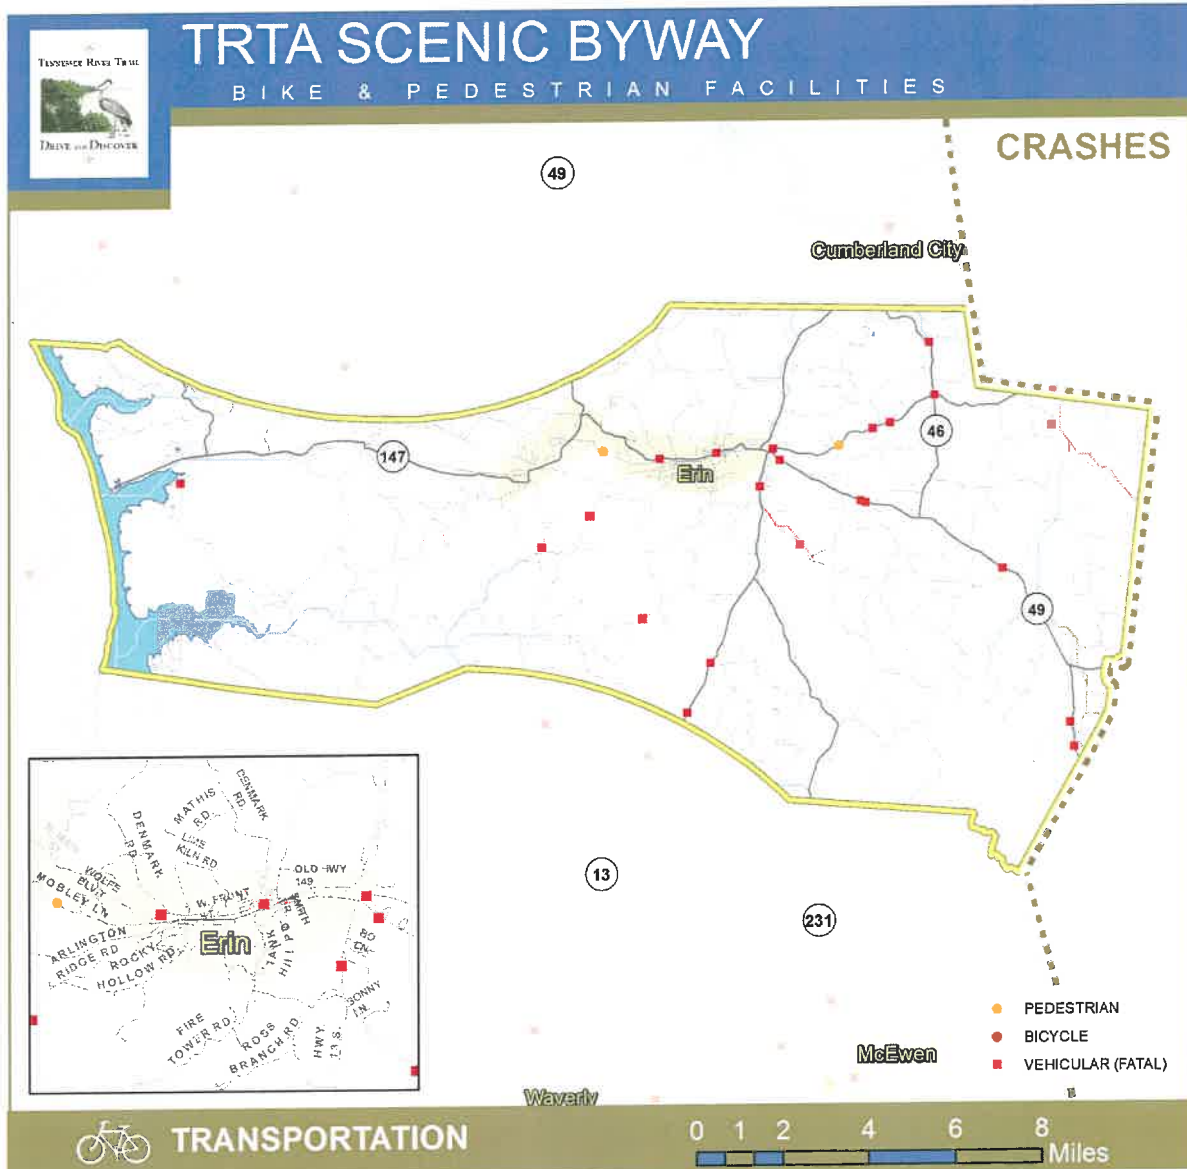 TENNESSEE RIVER TRAIL
DRIVE AND DISCOVER
TRTA SCENIC BYWAY
BIKE & PEDESTRIAN FACILITIES
CRASHES
49
Cumberland City
147
46
Erin
49
13
231
McEwen
Waverly
DENMARK RD.
MATHIS RD.
DENMARK RD
LIME KILN RD
OLD HWY 149
WOLFE BLVD
MOBLEY LN
W. FRONT ST.
ARLINGTON RIDGE RD
ROCKY HOLLOW RD.
Erin
TANK HILL RD
SONNY LN.
FIRE TOWER RD.
ROSS BRANCH RD.
HWY 13 S.
PEDESTRIAN
BICYCLE
VEHICULAR (FATAL)
TRANSPORTATION
0 1 2 4 6 8
Miles